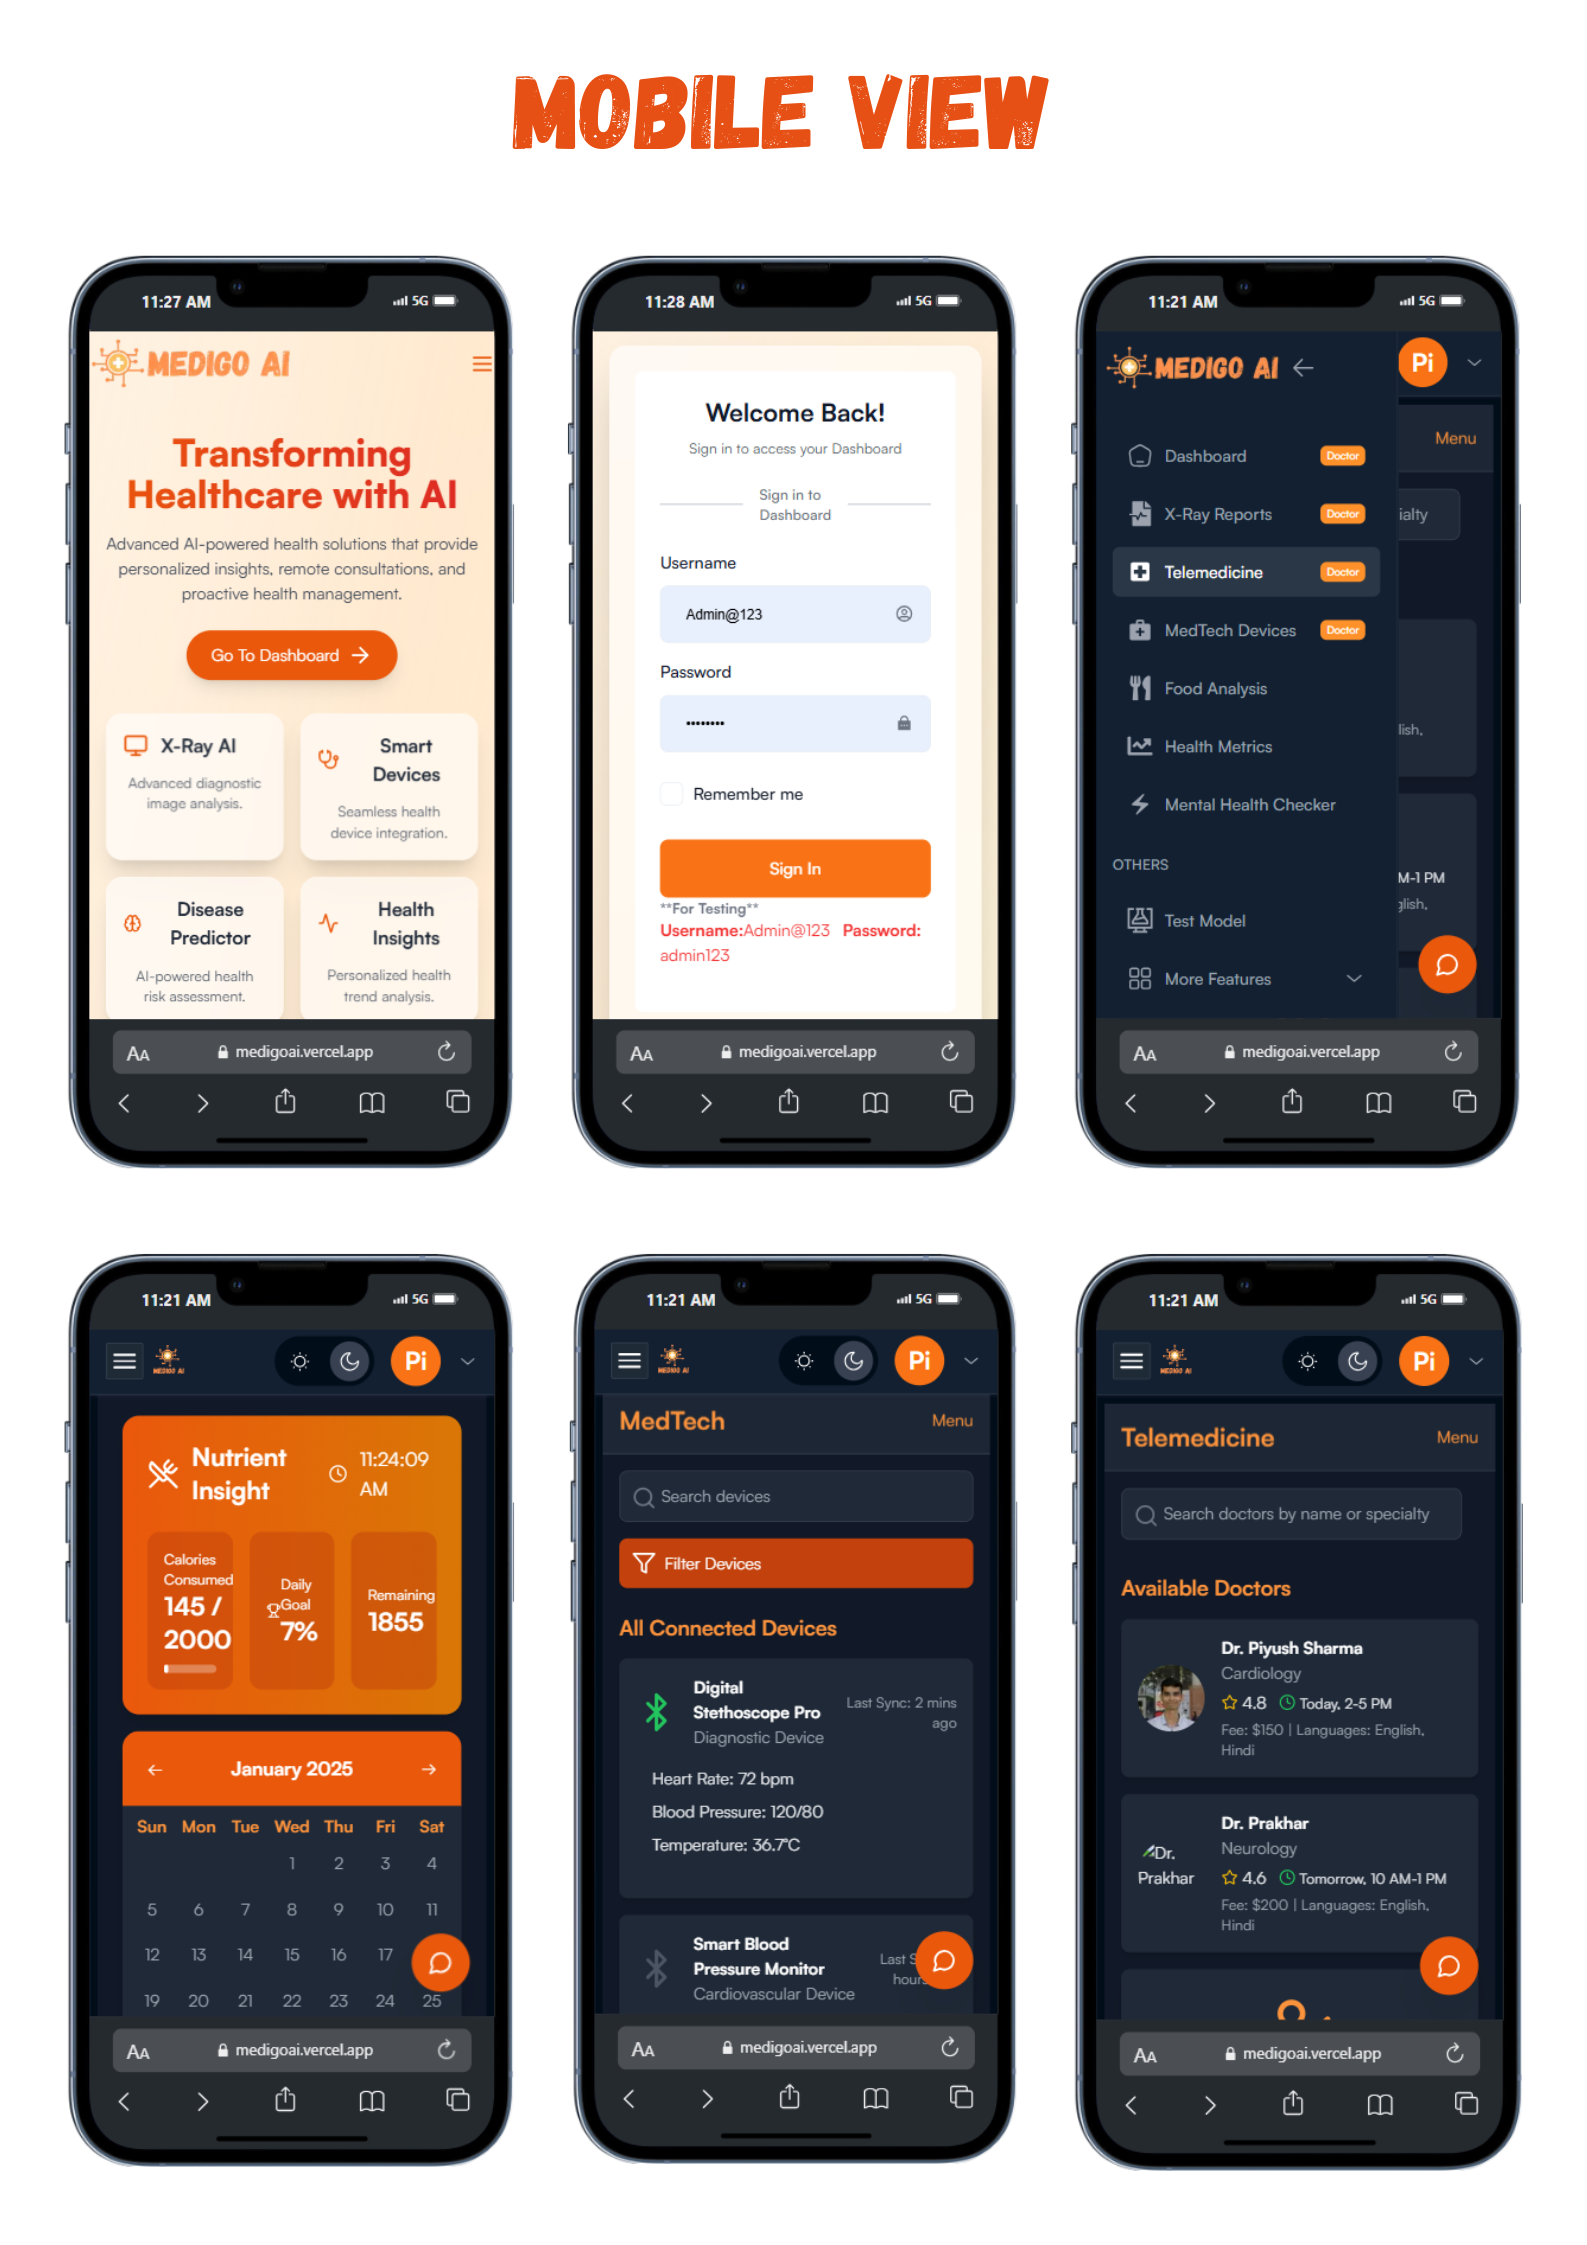 MOBILE VIEW
11:27 AM
5G
MEDIGO AI
Transforming
Healthcare with AI
Advanced AI-powered health solutions that provide
personalized insights, remote consultations, and
proactive health management.
Go To Dashboard
X-Ray AI
Advanced diagnostic
image analysis.
Smart
Devices
Seamless health
device integration.
Disease
Predictor
AI-powered health
risk assessment.
Health
Insights
Personalized health
trend analysis.
AA
medigoai.vercel.app
11:28 AM
5G
Welcome Back!
Sign in to access your Dashboard
Sign in to
Dashboard
Username
Admin@123
Password
••••••••
Remember me
Sign In
**For Testing**
Username:Admin@123 Password:
admin123
AA
medigoai.vercel.app
11:21 AM
5G
MEDIGO AI
Pi
Menu
Dashboard Doctor
X-Ray Reports Doctor
ialty
Telemedicine Doctor
MedTech Devices Doctor
Food Analysis
lish,
Health Metrics
Mental Health Checker
OTHERS
M-1 PM
glish,
Test Model
More Features
AA
medigoai.vercel.app
11:21 AM
5G
MEDIGO AI
Pi
Nutrient
Insight
11:24:09
AM
Calories
Consumed
145 /
2000
Daily
Goal
7%
Remaining
1855
January 2025
Sun Mon Tue Wed Thu Fri Sat
1 2 3 4
5 6 7 8 9 10 11
12 13 14 15 16 17
19 20 21 22 23 24 25
AA
medigoai.vercel.app
11:21 AM
5G
MEDIGO AI
Pi
MedTech
Menu
Search devices
Filter Devices
All Connected Devices
Digital
Stethoscope Pro
Diagnostic Device
Last Sync: 2 mins
ago
Heart Rate: 72 bpm
Blood Pressure: 120/80
Temperature: 36.7°C
Smart Blood
Pressure Monitor
Cardiovascular Device
Last S
hour
AA
medigoai.vercel.app
11:21 AM
5G
MEDIGO AI
Pi
Telemedicine
Menu
Search doctors by name or specialty
Available Doctors
Dr. Piyush Sharma
Cardiology
4.8 Today, 2-5 PM
Fee: $150 | Languages: English,
Hindi
Dr.
Prakhar
Dr. Prakhar
Neurology
4.6 Tomorrow, 10 AM-1 PM
Fee: $200 | Languages: English,
Hindi
AA
medigoai.vercel.app